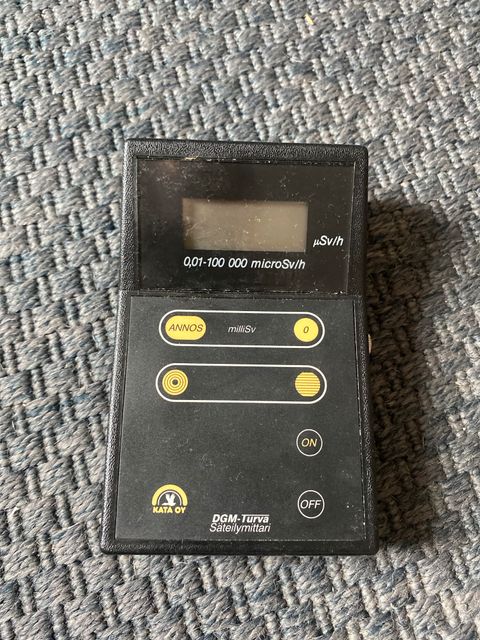 μSv/h
0,01-100 000 microSv/h
ANNOS milliSv 0
ON
OFF
KATA OY
DGM-Turva
Säteilymittari